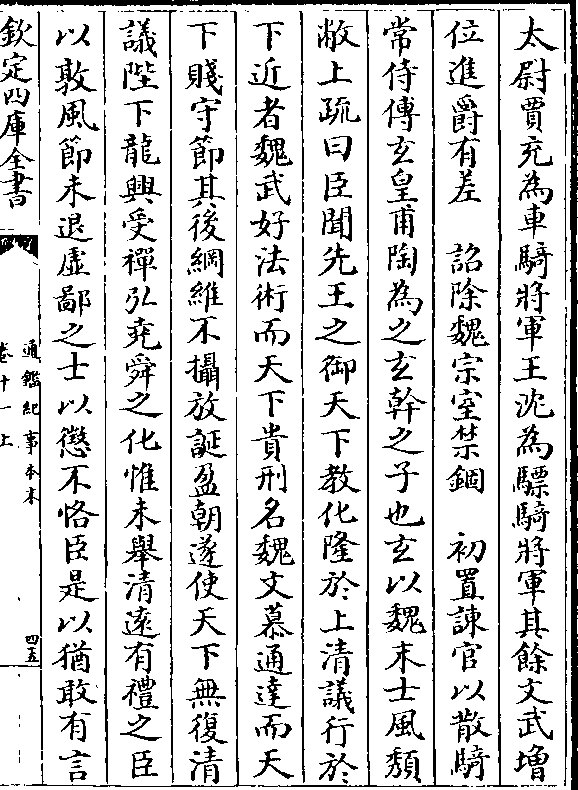 太尉賈充為車騎將軍王沈為驃騎將軍其餘文武増
位進爵有差　詔除魏宗室禁錮　初置諫官以散騎
常侍傅玄皇甫陶為之玄幹之子也玄以魏末士風頽
敝上疏曰臣聞先王之御天下教化隆於上清議行於
下近者魏武好法術而天下貴刑名魏文慕通達而天
下賤守節其後綱維不攝放誕盈朝遂使天下無復清
議陛下龍興受禪弘堯舜之化惟未舉清逺有禮之臣
以敦風節未退虛鄙之士以懲不恪臣是以猶敢有言
欽定四庫全書
通鑑紀事本末
卷十一上
四五